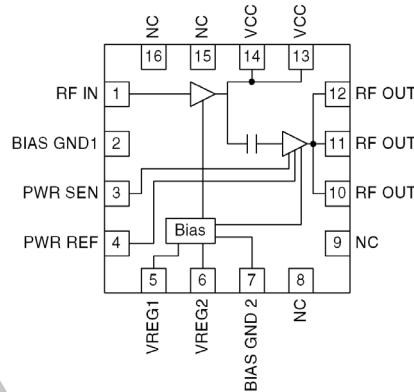 NC
NC
VCC
VCC
16
15
14
13
RF IN
1
12
RF OUT
BIAS GND1
2
11
RF OUT
PWR SEN
3
10
RF OUT
PWR REF
4
Bias
9
NC
5
6
7
8
VREG1
VREG2
BIAS GND 2
NC